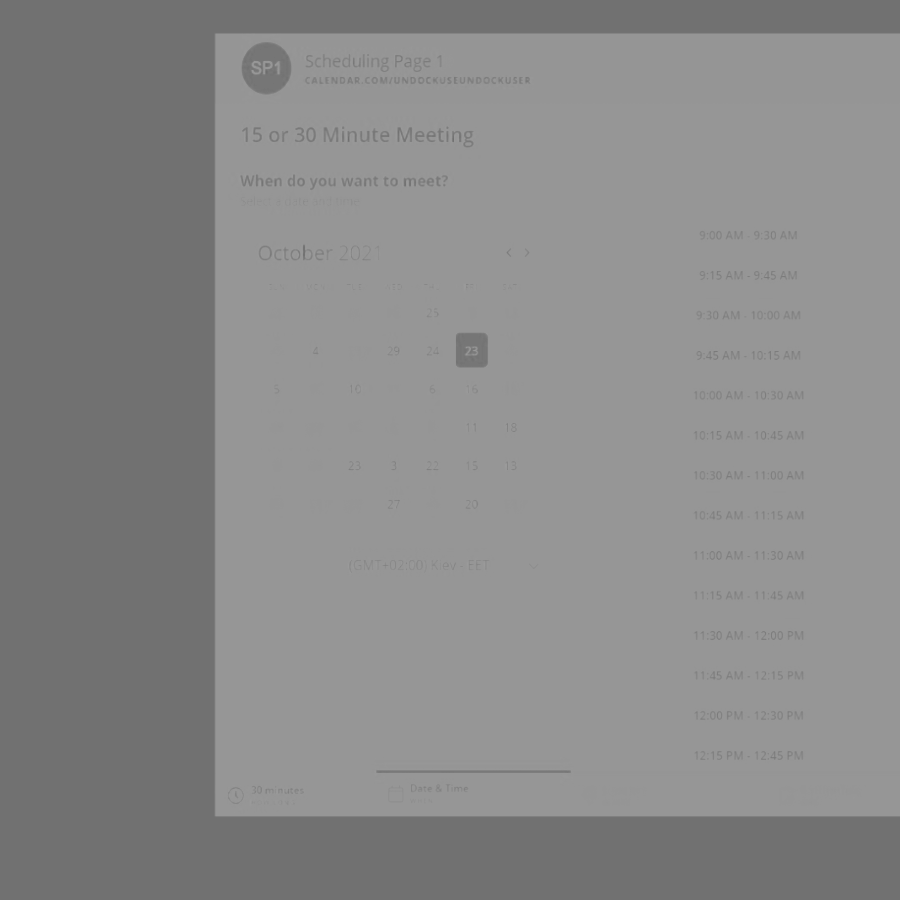 SP1
Scheduling Page 1
CALENDAR.COM/UNDOCKUSEUNDOCKUSER
15 or 30 Minute Meeting
When do you want to meet?
Select a date and time
October 2021
25
4 29 24 23
5 10 6 16
11 18
23 3 22 15 15
27 20
(GMT+02:00) Kiev - EET
9:00 AM - 9:30 AM
9:15 AM - 9:45 AM
9:30 AM - 10:00 AM
9:45 AM - 10:15 AM
10:00 AM - 10:30 AM
10:15 AM - 10:45 AM
10:30 AM - 11:00 AM
10:45 AM - 11:15 AM
11:00 AM - 11:30 AM
11:15 AM - 11:45 AM
11:30 AM - 12:00 PM
11:45 AM - 12:15 PM
12:00 PM - 12:30 PM
12:15 PM - 12:45 PM
30 minutes
Date & Time